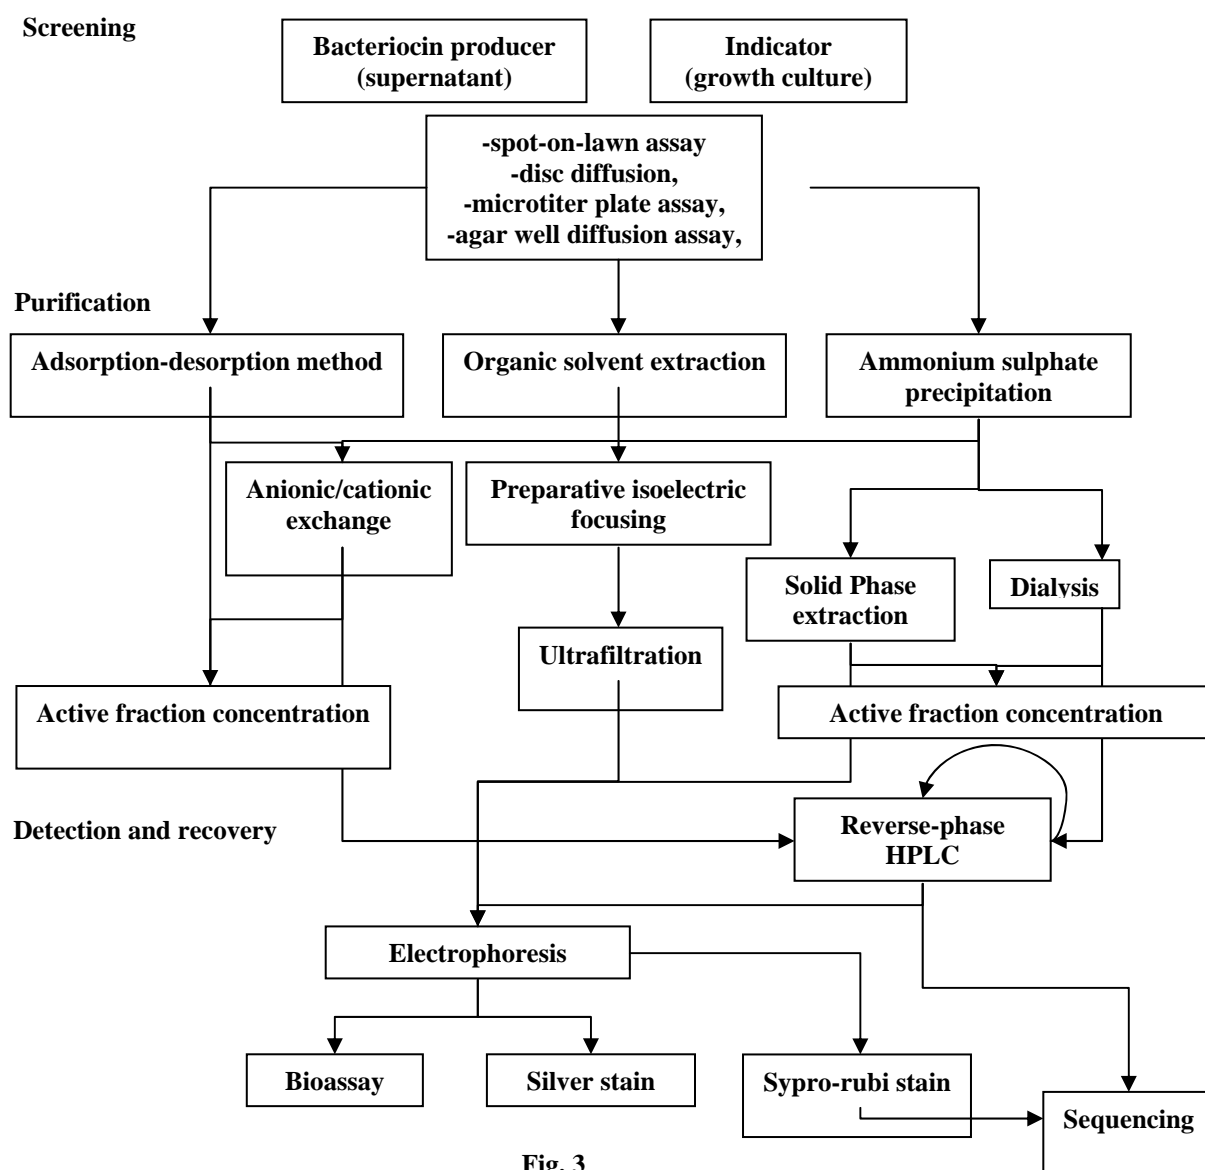 Screening
Bacteriocin producer
(supernatant)
Indicator
(growth culture)
-spot-on-lawn assay
-disc diffusion,
-microtiter plate assay,
-agar well diffusion assay,
Purification
Adsorption-desorption method
Organic solvent extraction
Ammonium sulphate
precipitation
Anionic/cationic
exchange
Preparative isoelectric
focusing
Solid Phase
extraction
Dialysis
Ultrafiltration
Active fraction concentration
Active fraction concentration
Detection and recovery
Reverse-phase
HPLC
Electrophoresis
Bioassay
Silver stain
Sypro-rubi stain
Sequencing
Fig. 3